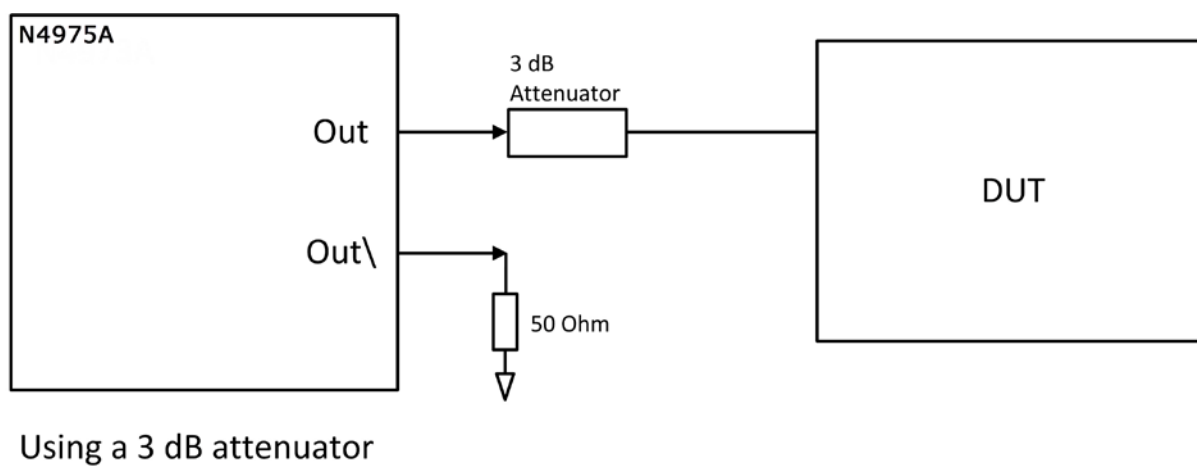 N4975A
3 dB
Attenuator
Out
DUT
Out\
50 Ohm
Using a 3 dB attenuator